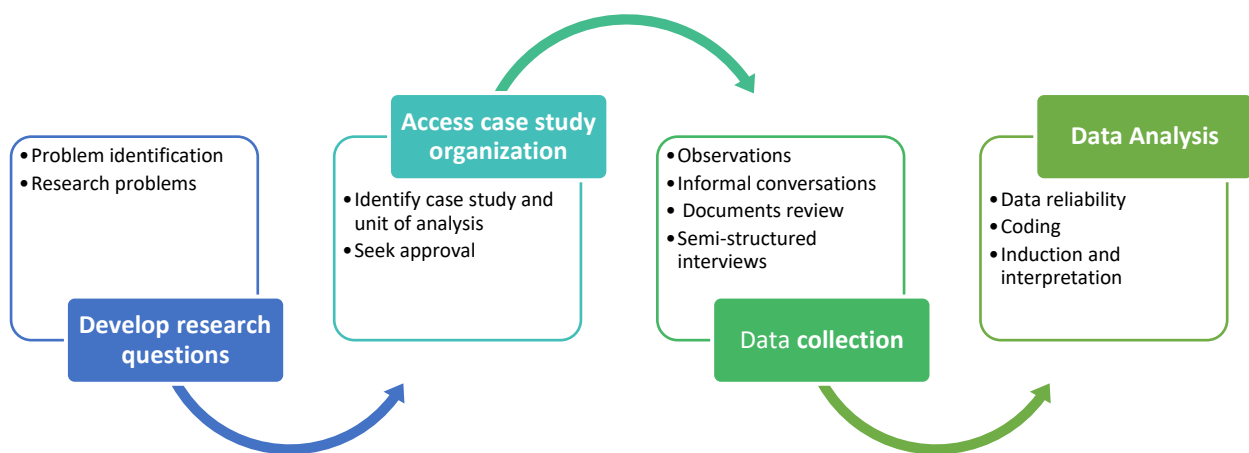 •Problem identification
•Research problems
Develop research
questions
Access case study
organization
•Identify case study and
unit of analysis
•Seek approval
•Observations
•Informal conversations
• Documents review
•Semi-structured
interviews
Data collection
Data Analysis
•Data reliability
•Coding
•Induction and
interpretation